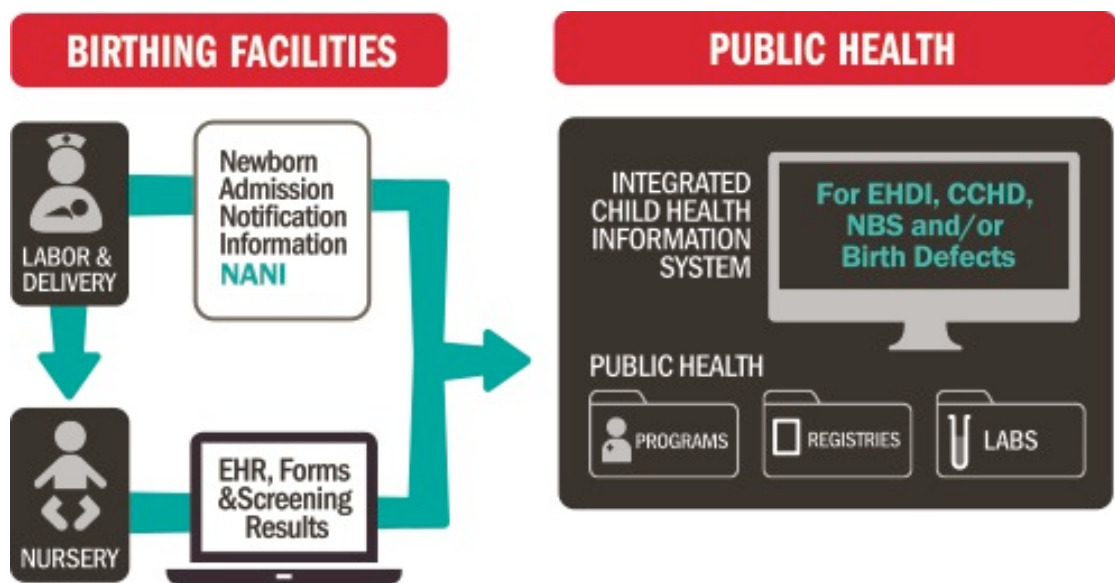 BIRTHING FACILITIES
LABOR &
DELIVERY
Newborn
Admission
Notification
Information
NANI
NURSERY
EHR, Forms
&Screening
Results
PUBLIC HEALTH
INTEGRATED
CHILD HEALTH
INFORMATION
SYSTEM
For EHDI, CCHD,
NBS and/or
Birth Defects
PUBLIC HEALTH
PROGRAMS
REGISTRIES
LABS